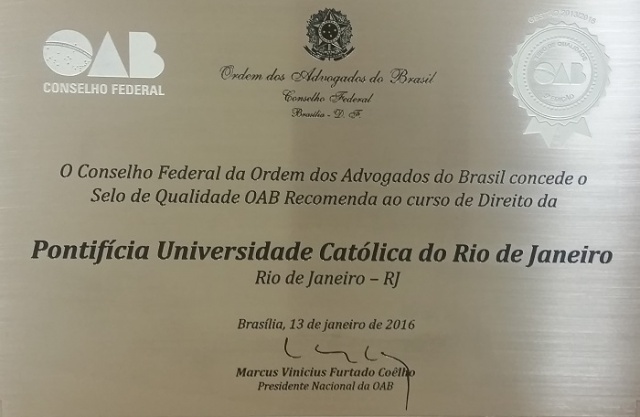 OAB
CONSELHO FEDERAL
Ordem dos Advogados do Brasil
Conselho Federal
Brasília - D. F.
OAB
O Conselho Federal da Ordem dos Advogados do Brasil concede o
Selo de Qualidade OAB Recomenda ao curso de Direito da
Pontifícia Universidade Católica do Rio de Janeiro
Rio de Janeiro – RJ
Brasília, 13 de janeiro de 2016
Marcus Vinicius Furtado Coêlho
Presidente Nacional da OAB